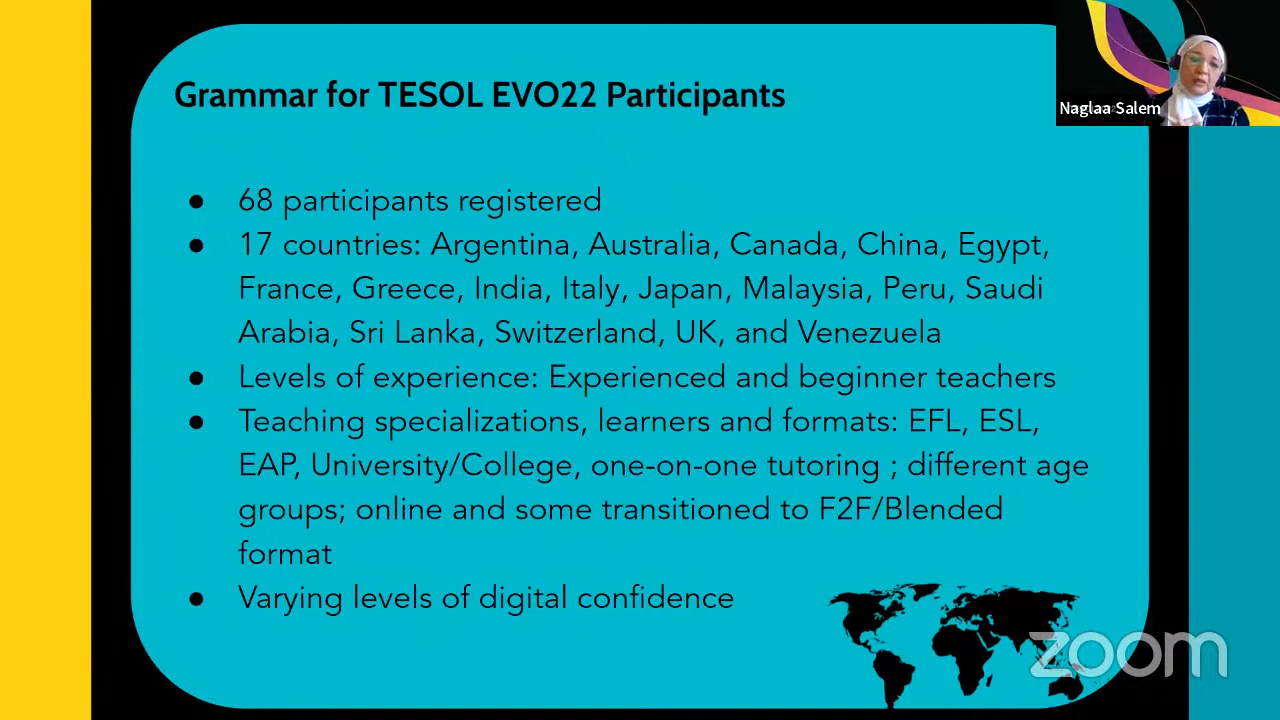 Grammar for TESOL EVO22 Participants
Naglaa Salem
● 68 participants registered
● 17 countries: Argentina, Australia, Canada, China, Egypt,
France, Greece, India, Italy, Japan, Malaysia, Peru, Saudi
Arabia, Sri Lanka, Switzerland, UK, and Venezuela
● Levels of experience: Experienced and beginner teachers
● Teaching specializations, learners and formats: EFL, ESL,
EAP, University/College, one-on-one tutoring ; different age
groups; online and some transitioned to F2F/Blended
format
● Varying levels of digital confidence
zoom